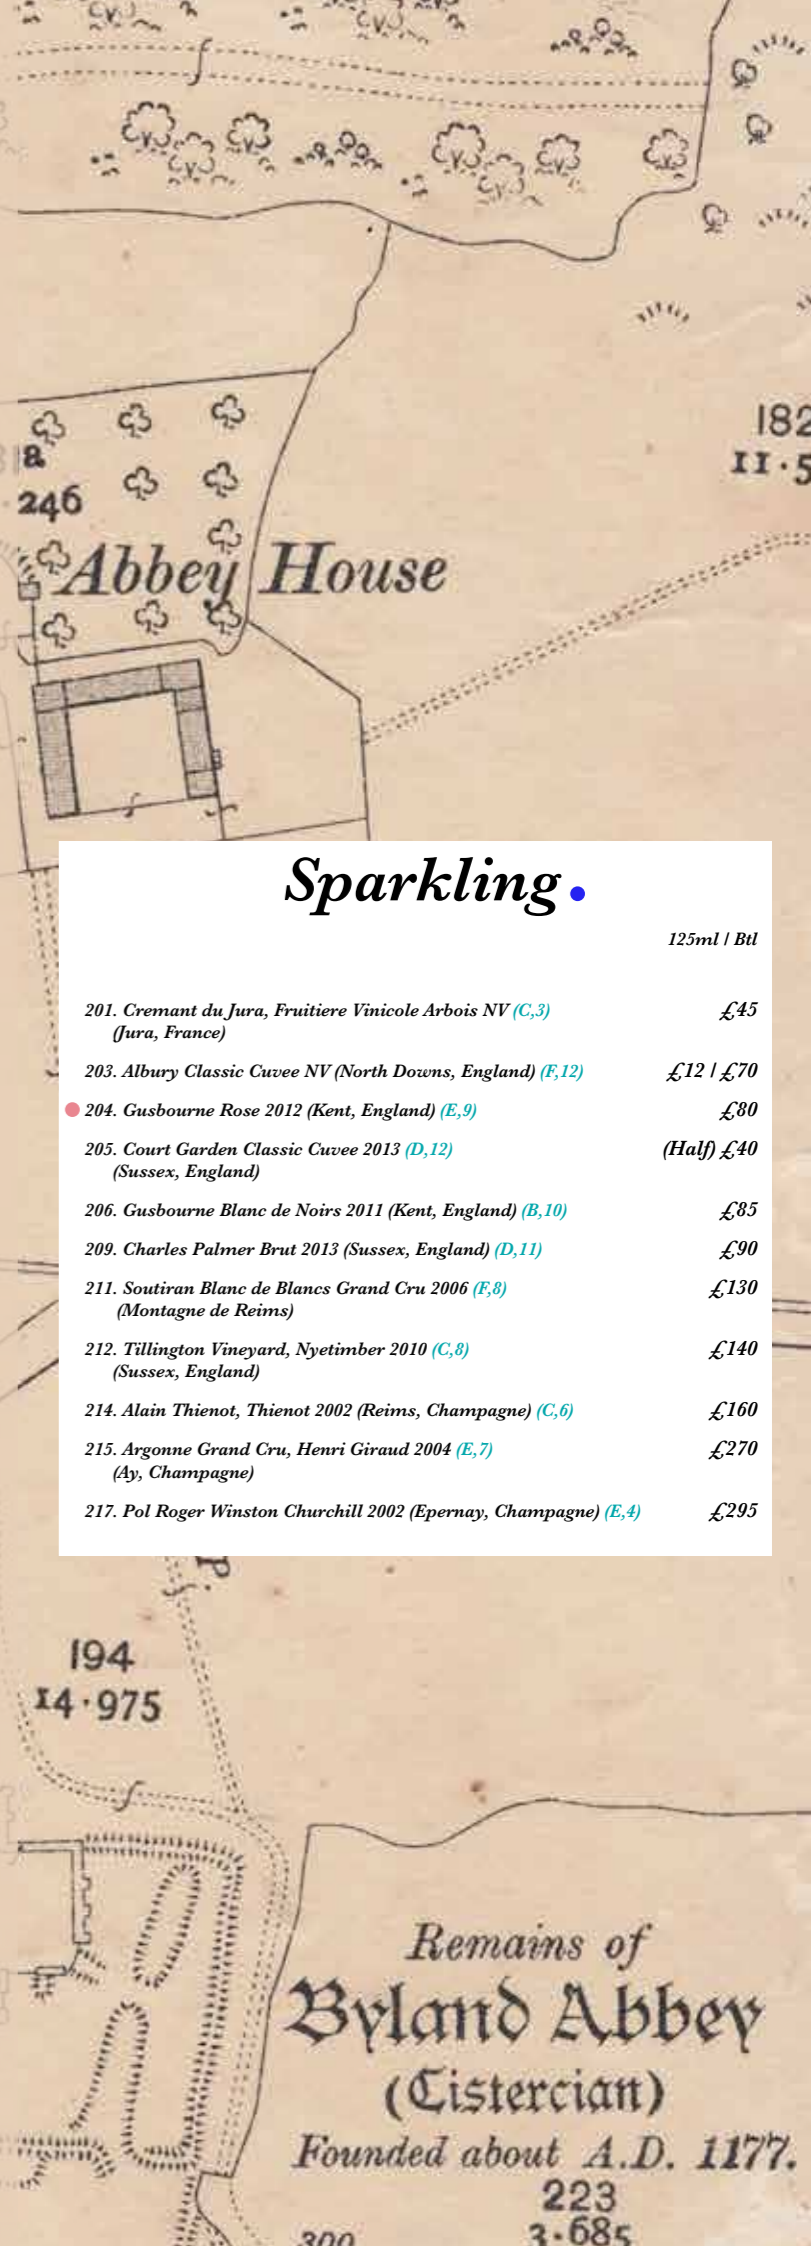 182
a
11·5
246
Abbey House
Sparkling.
125ml / Btl
201. Cremant du Jura, Fruitiere Vinicole Arbois NV (C,3) £45
(Jura, France)
203. Albury Classic Cuvee NV (North Downs, England) (F,12) £12 / £70
204. Gusbourne Rose 2012 (Kent, England) (E,9) £80
205. Court Garden Classic Cuvee 2013 (D,12) (Half) £40
(Sussex, England)
206. Gusbourne Blanc de Noirs 2011 (Kent, England) (B,10) £85
209. Charles Palmer Brut 2013 (Sussex, England) (D,11) £90
211. Soutiran Blanc de Blancs Grand Cru 2006 (F,8) £130
(Montagne de Reims)
212. Tillington Vineyard, Nyetimber 2010 (C,8) £140
(Sussex, England)
214. Alain Thienot, Thienot 2002 (Reims, Champagne) (C,6) £160
215. Argonne Grand Cru, Henri Giraud 2004 (E,7) £270
(Ay, Champagne)
217. Pol Roger Winston Churchill 2002 (Epernay, Champagne) (E,4) £295
P.
194
14·975
Remains of
Byland Abbey
(Cistercian)
Founded about A.D. 1177.
223
300
3·685